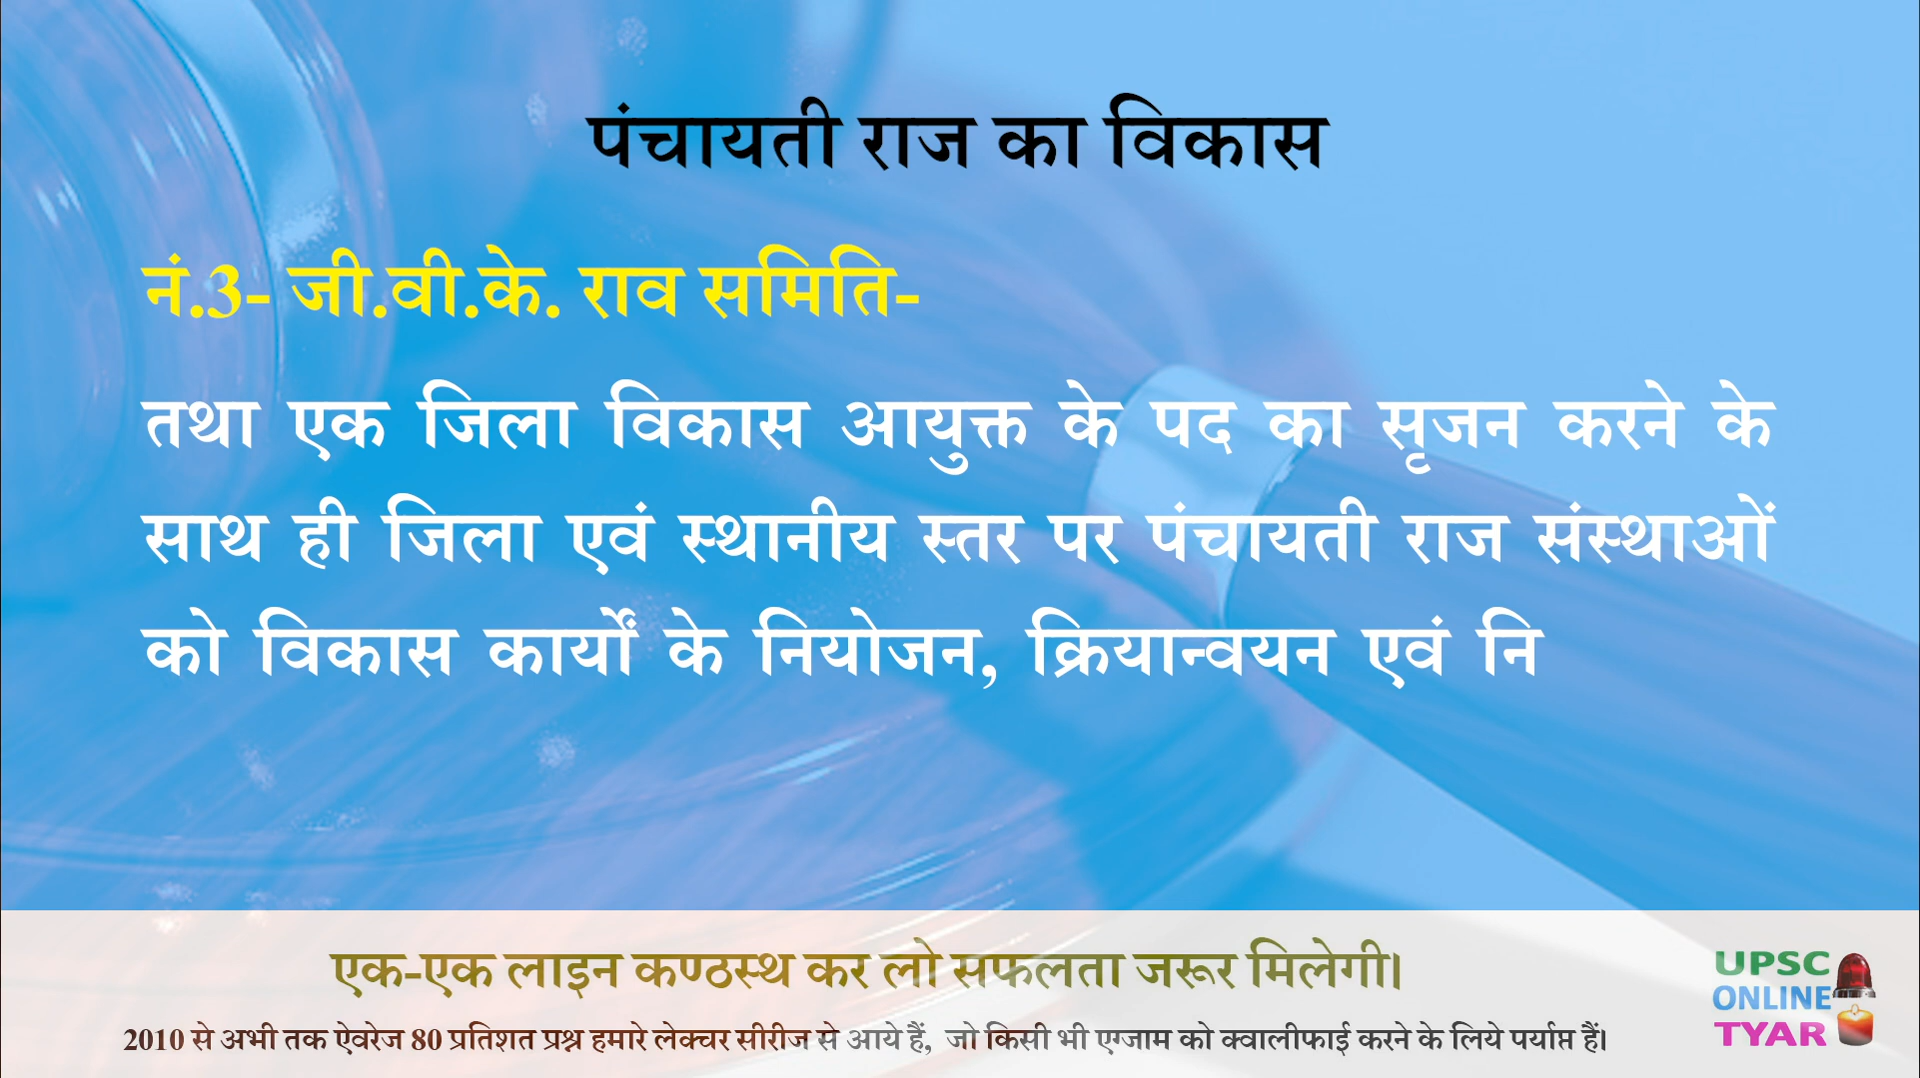 पंचायती राज का विकास
नं.3- जी.वी.के. राव समिति-
तथा एक जिला विकास आयुक्त के पद का सृजन करने के
साथ ही जिला एवं स्थानीय स्तर पर पंचायती राज संस्थाओं
को विकास कार्यों के नियोजन, क्रियान्वयन एवं नि
एक-एक लाइन कण्ठस्थ कर लो सफलता जरूर मिलेगी।
2010 से अभी तक ऐवरेज 80 प्रतिशत प्रश्न हमारे लेक्चर सीरीज से आये हैं, जो किसी भी एग्जाम को क्वालीफाई करने के लिये पर्याप्त हैं।
UPSC
ONLINE
TYAR